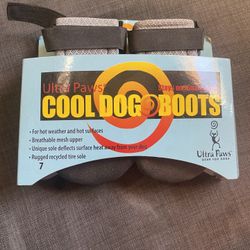 Ultra Paws
COOL DOG BOOTS
• For hot weather and hot surfaces
• Breathable mesh upper
• Unique sole deflects surface heat away from your dog
• Rugged recycled tire sole
7
Ultra Paws